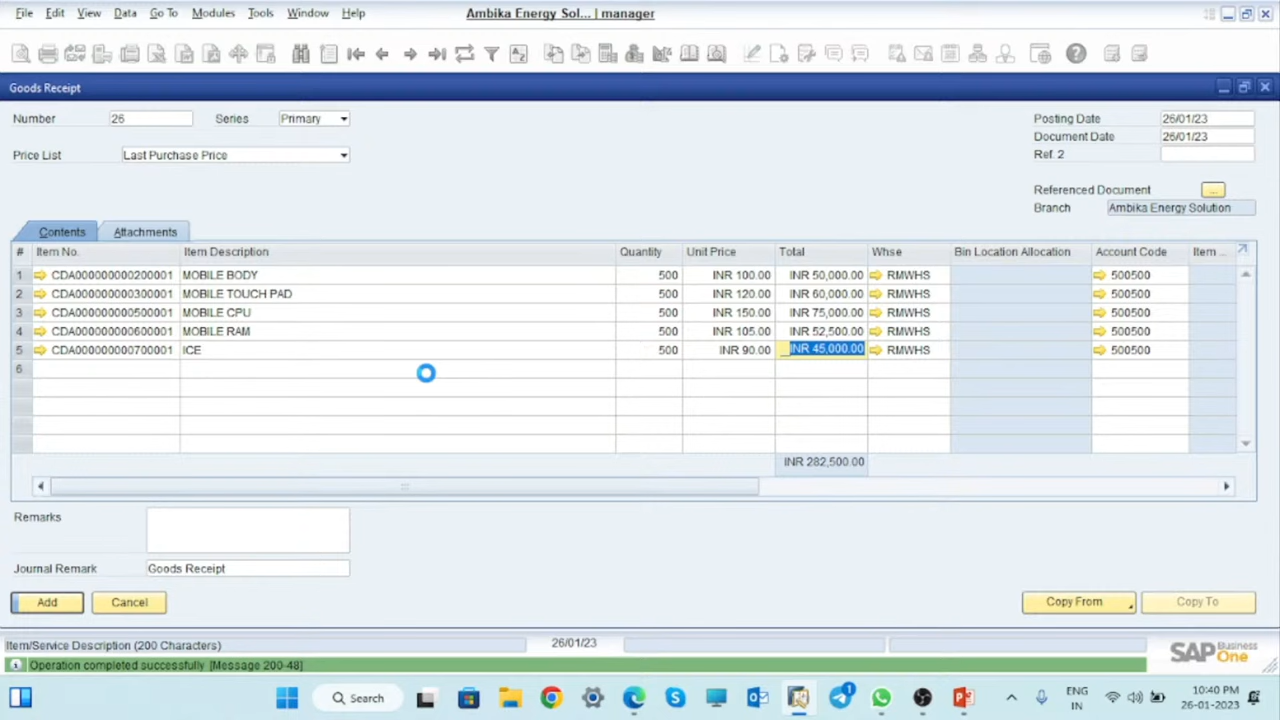 File Edit View Data Go To Modules Tools Window Help Ambika Energy Sol... | manager
Goods Receipt
Number 26 Series Primary Posting Date 26/01/23
Document Date 26/01/23
Price List Last Purchase Price Ref. 2
Referenced Document ...
Branch Ambika Energy Solution
Contents Attachments
# Item No. Item Description Quantity Unit Price Total Whse Bin Location Allocation Account Code Item ...
1 CDA000000000200001 MOBILE BODY 500 INR 100.00 INR 50,000.00 RMWHS 500500
2 CDA000000000300001 MOBILE TOUCH PAD 500 INR 120.00 INR 60,000.00 RMWHS 500500
3 CDA000000000500001 MOBILE CPU 500 INR 150.00 INR 75,000.00 RMWHS 500500
4 CDA000000000600001 MOBILE RAM 500 INR 105.00 INR 52,500.00 RMWHS 500500
5 CDA000000000700001 ICE 500 INR 90.00 INR 45,000.00 RMWHS 500500
6
INR 282,500.00
Remarks
Journal Remark Goods Receipt
Add Cancel Copy From Copy To
Item/Service Description (200 Characters) 26/01/23
SAP Business One
Operation completed successfully [Message 200-48]
Search 1 ENG IN 10:40 PM
26-01-2023